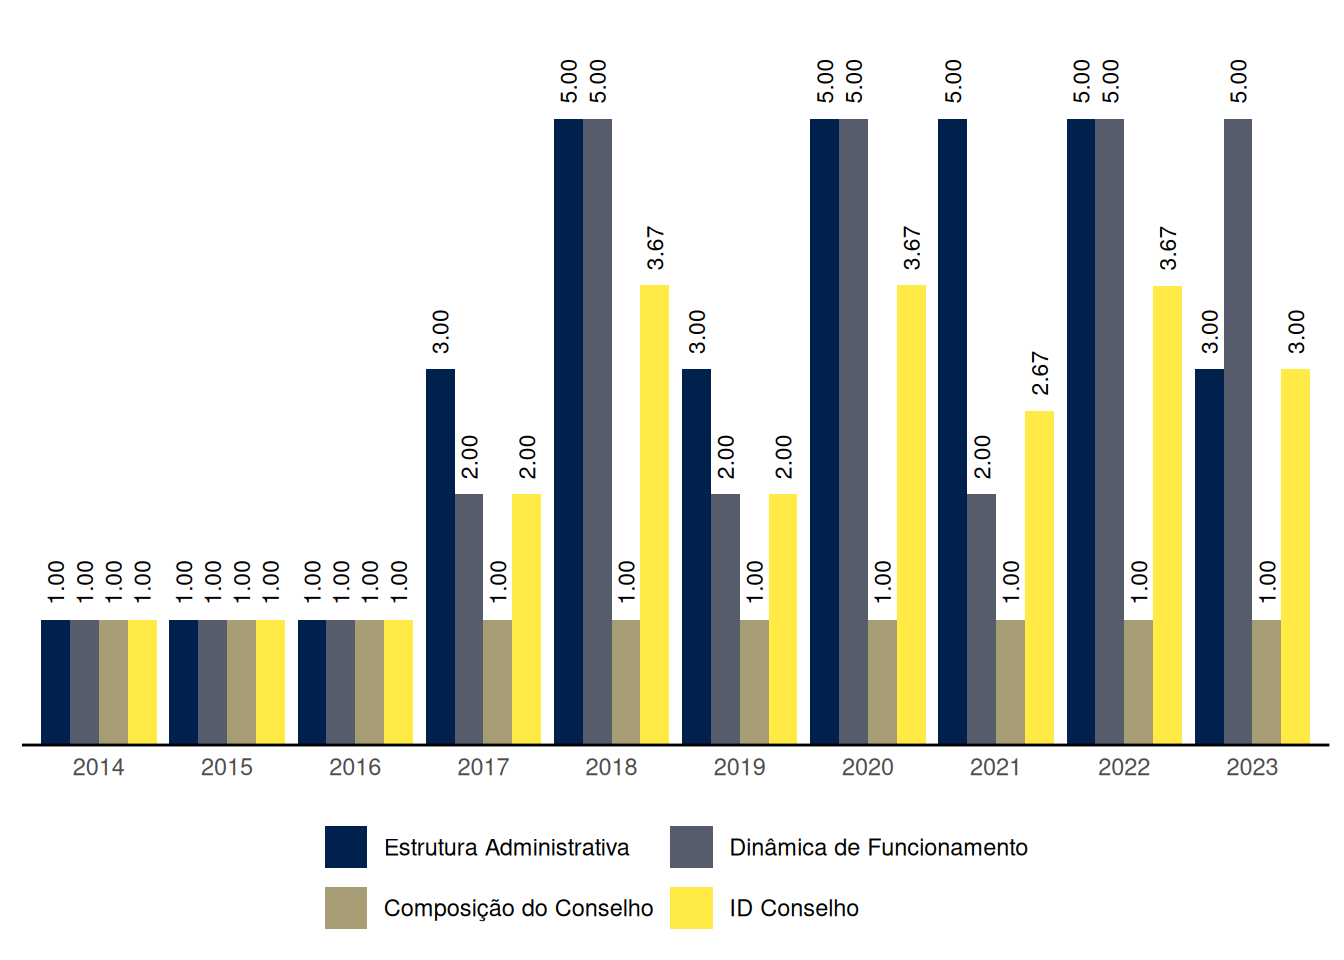 5.00 5.00 5.00 5.00 5.00 5.00 5.00 5.00
3.67 3.67 3.67
3.00 3.00 3.00 3.00
2.67
2.00 2.00 2.00 2.00 2.00
1.00 1.00 1.00 1.00 1.00 1.00 1.00 1.00 1.00 1.00 1.00 1.00 1.00 1.00 1.00 1.00 1.00 1.00 1.00
2014 2015 2016 2017 2018 2019 2020 2021 2022 2023
Estrutura Administrativa Dinâmica de Funcionamento
Composição do Conselho ID Conselho